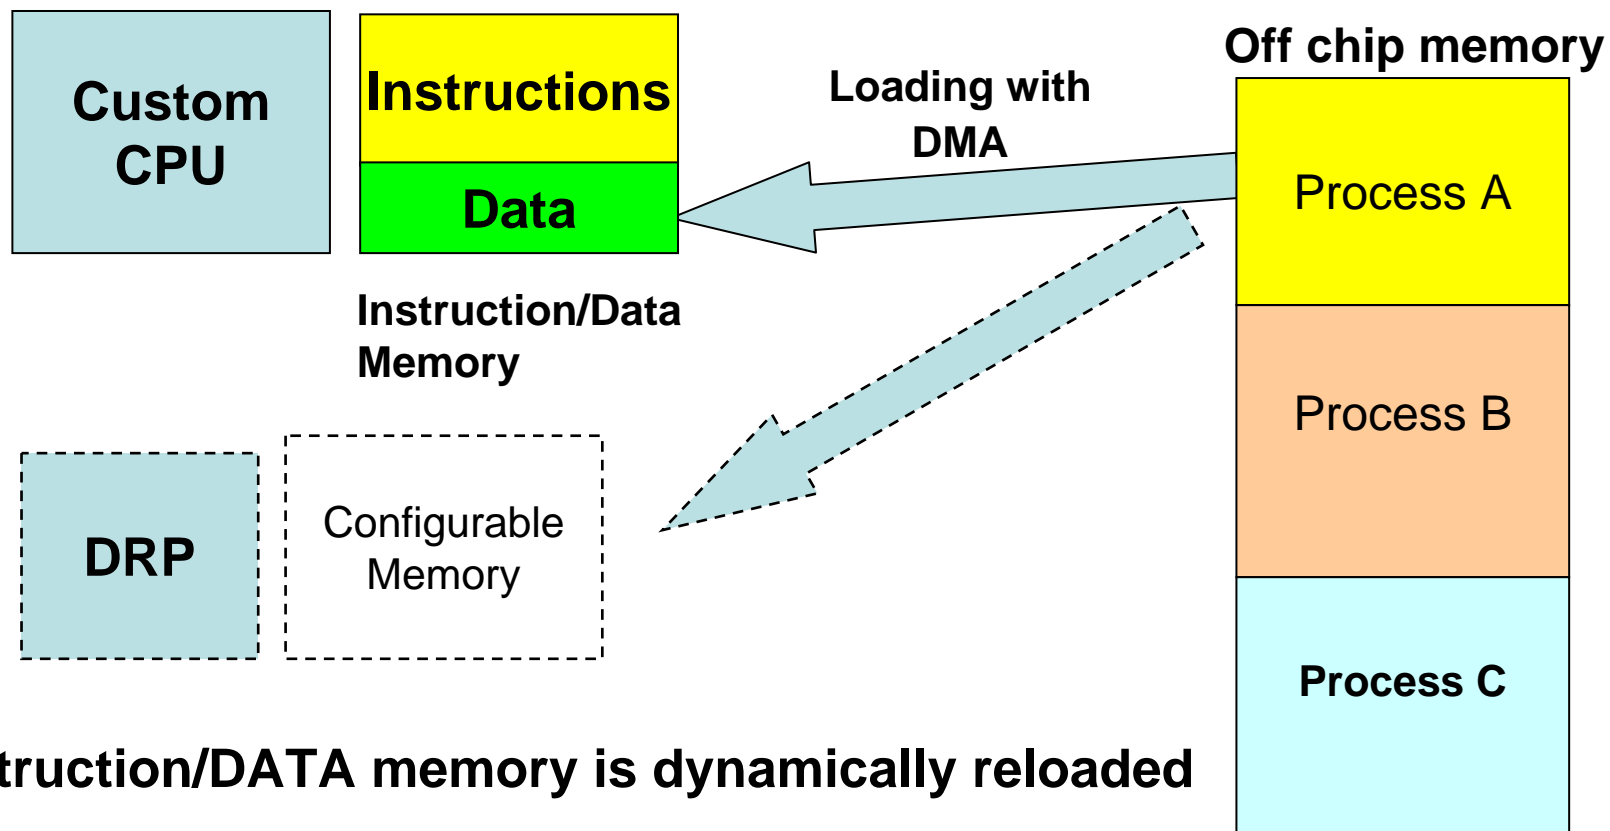 Off chip memory
Custom
CPU
Instructions
Data
Loading with
DMA
Process A
Instruction/Data
Memory
Process B
DRP
Configurable
Memory
Process C
truction/DATA memory is dynamically reloaded